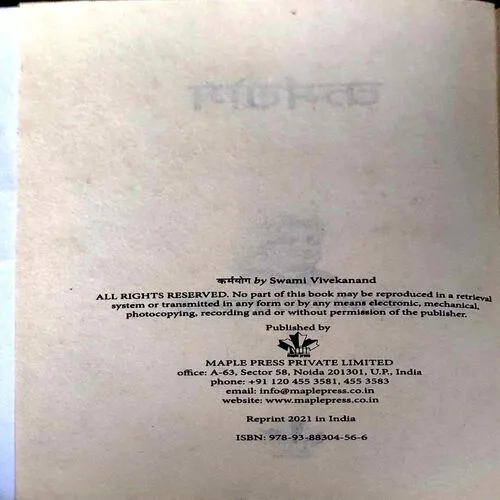 कर्मयोग by Swami Vivekanand
ALL RIGHTS RESERVED. No part of this book may be reproduced in a retrieval
system or transmitted in any form or by any means electronic, mechanical,
photocopying, recording and or without permission of the publisher.
Published by
maple press
MAPLE PRESS PRIVATE LIMITED
office: A-63, Sector 58, Noida 201301, U.P., India
phone: +91 120 455 3581, 455 3583
email: info@maplepress.co.in
website: www.maplepress.co.in
Reprint 2021 in India
ISBN: 978-93-88304-56-6